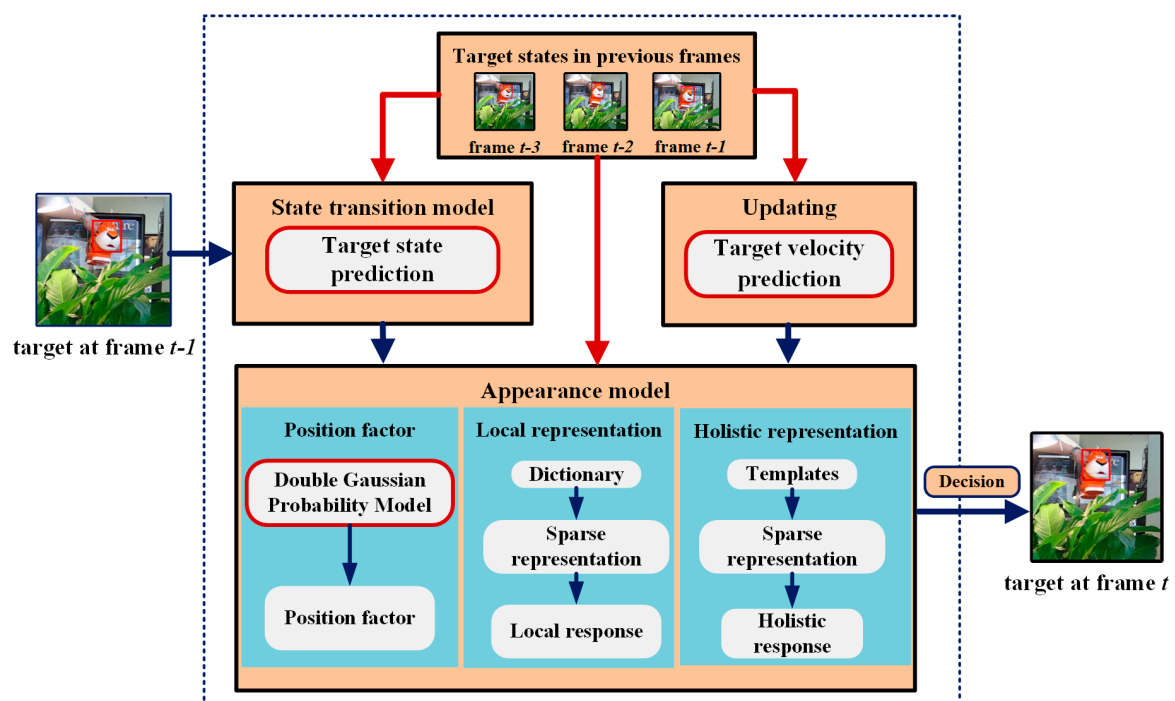 Target states in previous frames
frame t-3 frame t-2 frame t-1
State transition model
Target state
prediction
Updating
Target velocity
prediction
target at frame t-1
Appearance model
Position factor
Double Gaussian
Probability Model
Position factor
Local representation
Dictionary
Sparse
representation
Local response
Holistic representation
Templates
Sparse
representation
Holistic
response
Decision
target at frame t